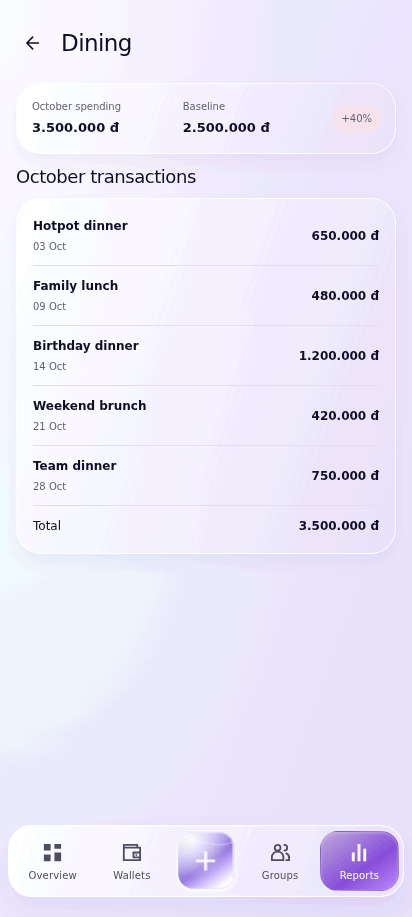 Dining
October spending
Baseline
3.500.000 đ
2.500.000 đ
+40%
October transactions
Hotpot dinner
03 Oct
650.000 đ
Family lunch
09 Oct
480.000 đ
Birthday dinner
14 Oct
1.200.000 đ
Weekend brunch
21 Oct
420.000 đ
Team dinner
28 Oct
750.000 đ
Total
3.500.000 đ
Overview
Wallets
Groups
Reports